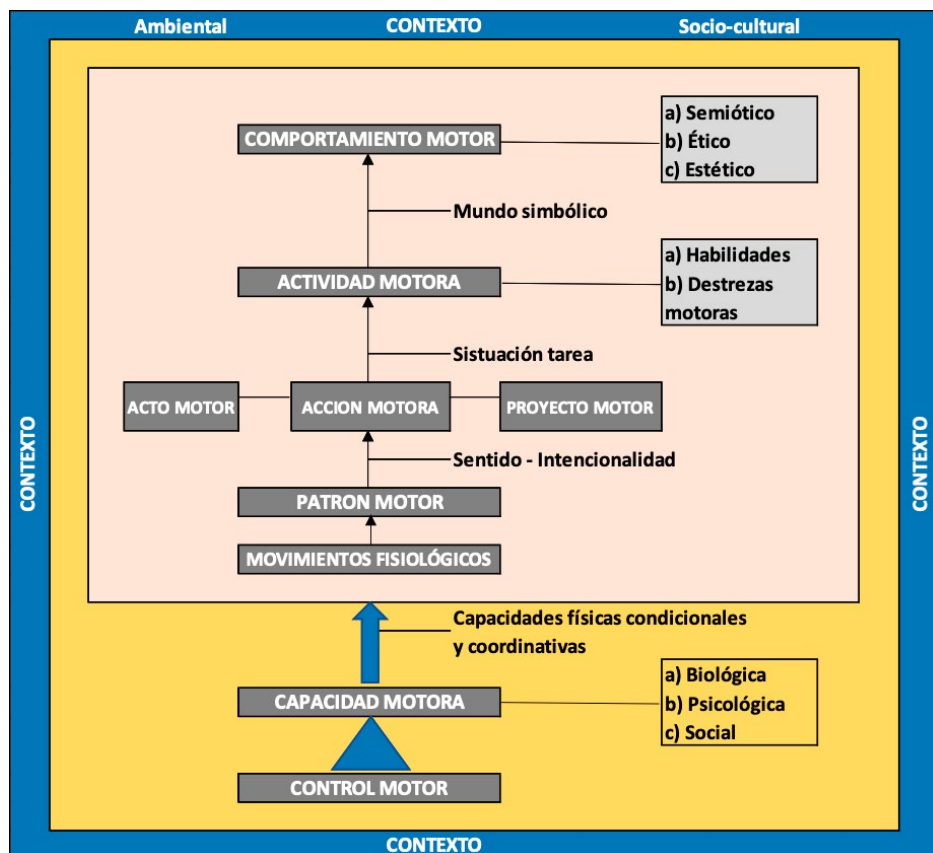 Ambiental CONTEXTO Socio-cultural
COMPORTAMIENTO MOTOR
a) Semiótico
b) Ético
c) Estético
Mundo simbólico
ACTIVIDAD MOTORA
a) Habilidades
b) Destrezas
motoras
Sistuación tarea
ACTO MOTOR
ACCION MOTORA
PROYECTO MOTOR
Sentido - Intencionalidad
PATRON MOTOR
MOVIMIENTOS FISIOLÓGICOS
CONTEXTO
CONTEXTO
Capacidades físicas condicionales
y coordinativas
CAPACIDAD MOTORA
a) Biológica
b) Psicológica
c) Social
CONTROL MOTOR
CONTEXTO